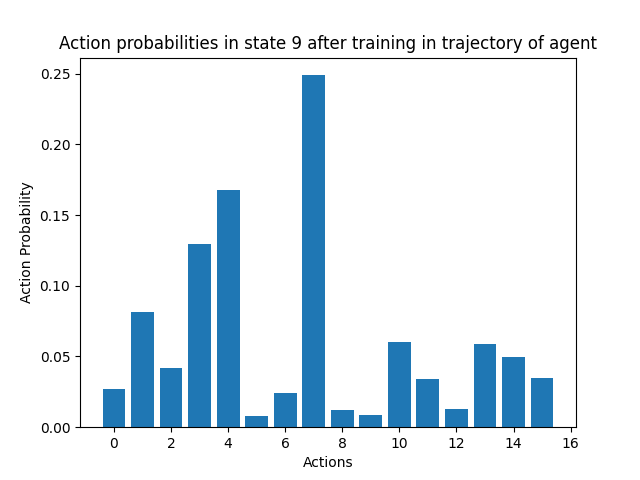 Action probabilities in state 9 after training in trajectory of agent
0.25
0.20
0.15
0.10
0.05
0.00
Action Probability
0 2 4 6 8 10 12 14 16
Actions